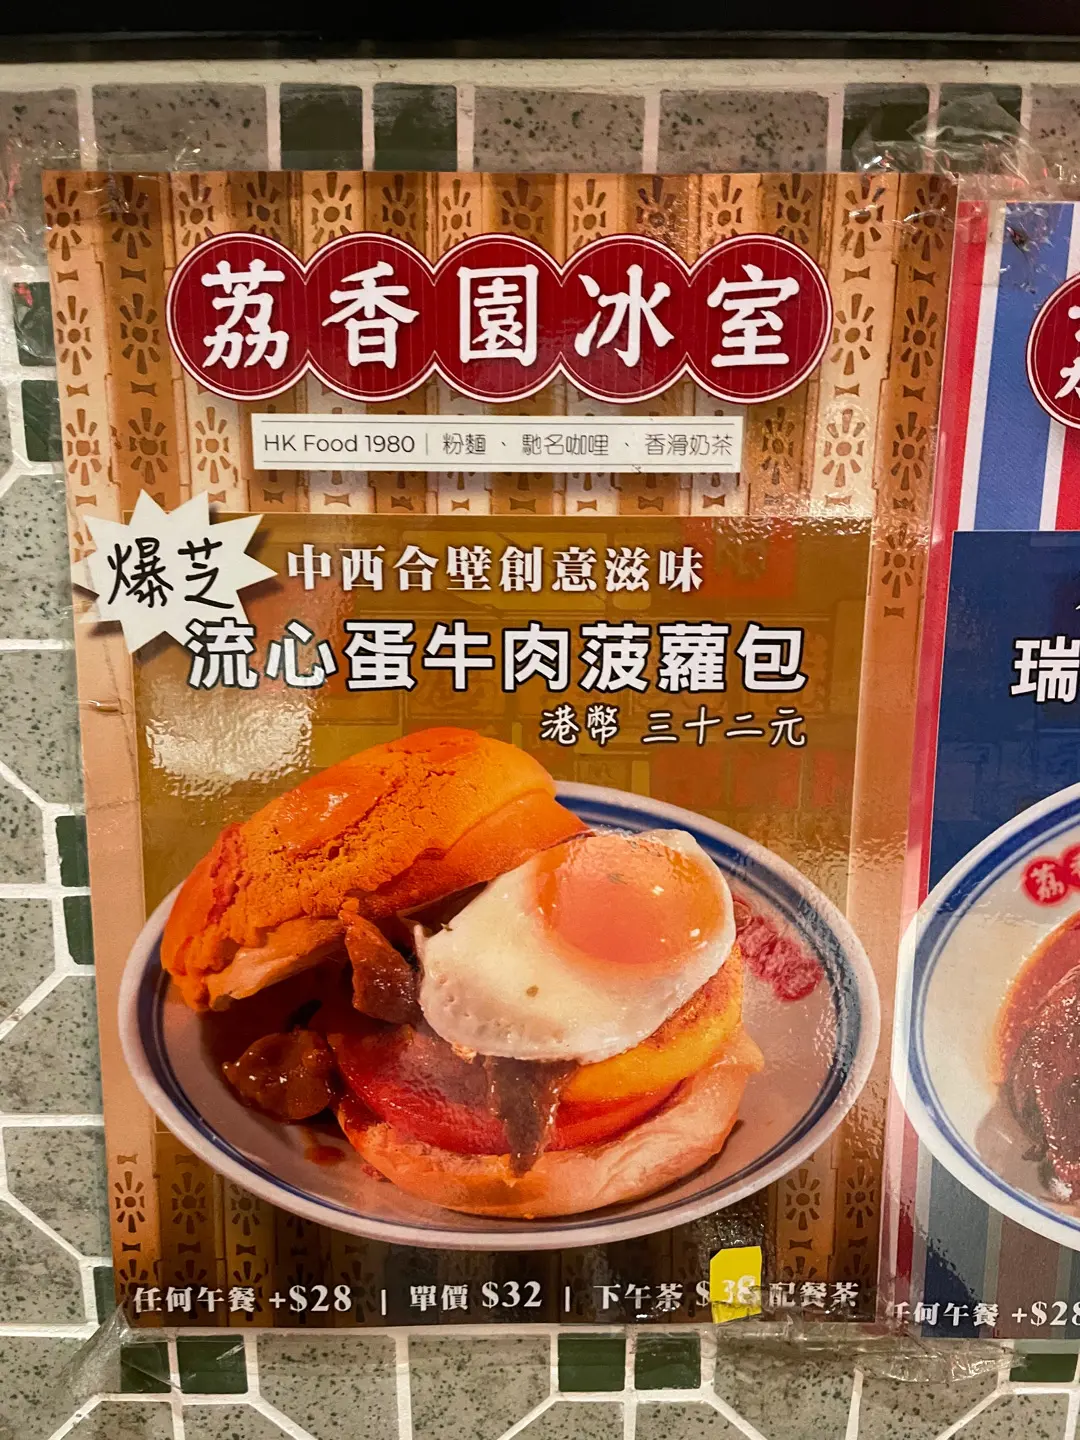 荔香園冰室
HK Food 1980 | 粉麵 、 馳名咖哩 、 香滑奶茶
爆芝
中西合壁創意滋味
流心蛋牛肉菠蘿包
港幣 三十二元
任何午餐 +$28 | 單價 $32 | 下午茶 $38 配餐茶
瑞
荔
任何午餐 +$28